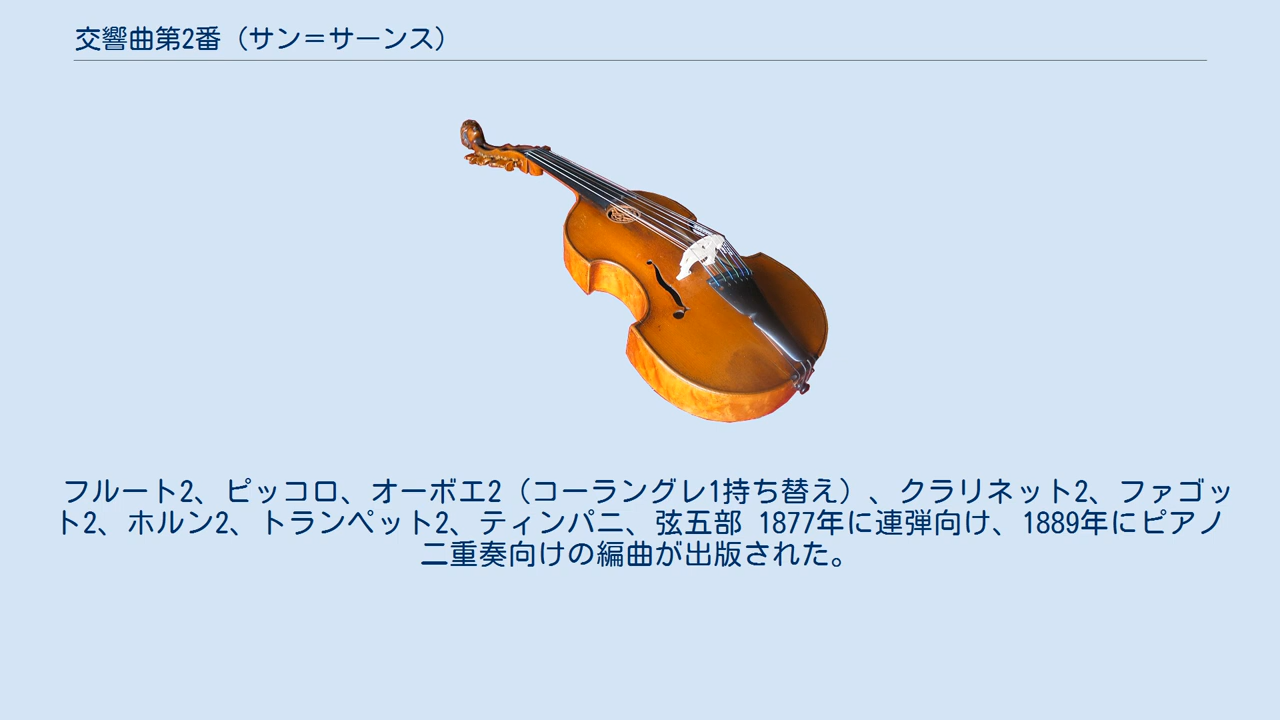 交響曲第2番（サン＝サーンス）
フルート2、ピッコロ、オーボエ2（コーラングレ1持ち替え）、クラリネット2、ファゴッ
ト2、ホルン2、トランペット2、ティンパニ、弦五部 1877年に連弾向け、1889年にピアノ
二重奏向けの編曲が出版された。